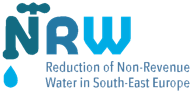 NRW
Reduction of Non-Revenue
Water in South-East Europe